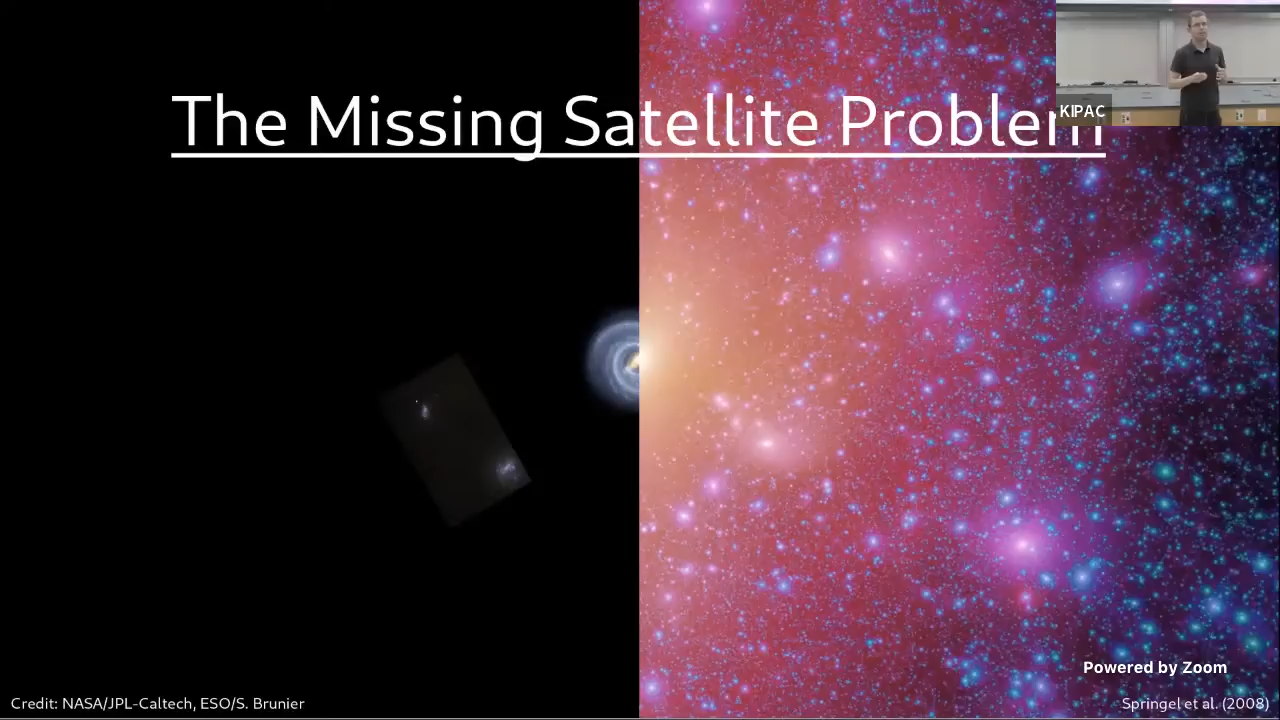 The Missing Satellite Problem
KIPAC
Powered by Zoom
Credit: NASA/JPL-Caltech, ESO/S. Brunier
Springel et al. (2008)